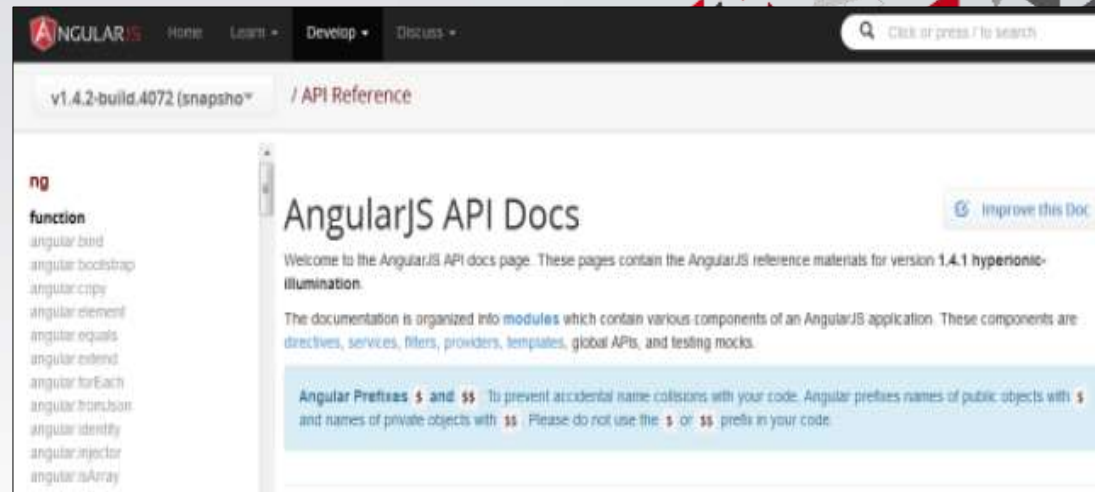 ANGULARJS Home Learn Develop Discuss Click or press / to search
v1.4.2-build.4072 (snapsho / API Reference
ng
function
angular.bind
angular.bootstrap
angular.copy
angular.element
angular.equals
angular.extend
angular.forEach
angular.fromJson
angular.identity
angular.injector
angular.isArray
AngularJS API Docs
Improve this Doc
Welcome to the AngularJS API docs page. These pages contain the AngularJS reference materials for version 1.4.1 hyperionic-
illumination.
The documentation is organized into modules which contain various components of an AngularJS application. These components are
directives, services, filters, providers, templates, global APIs, and testing mocks.
Angular Prefixes $ and $$: To prevent accidental name collisions with your code, Angular prefixes names of public objects with $
and names of private objects with $$. Please do not use the $ or $$ prefix in your code.